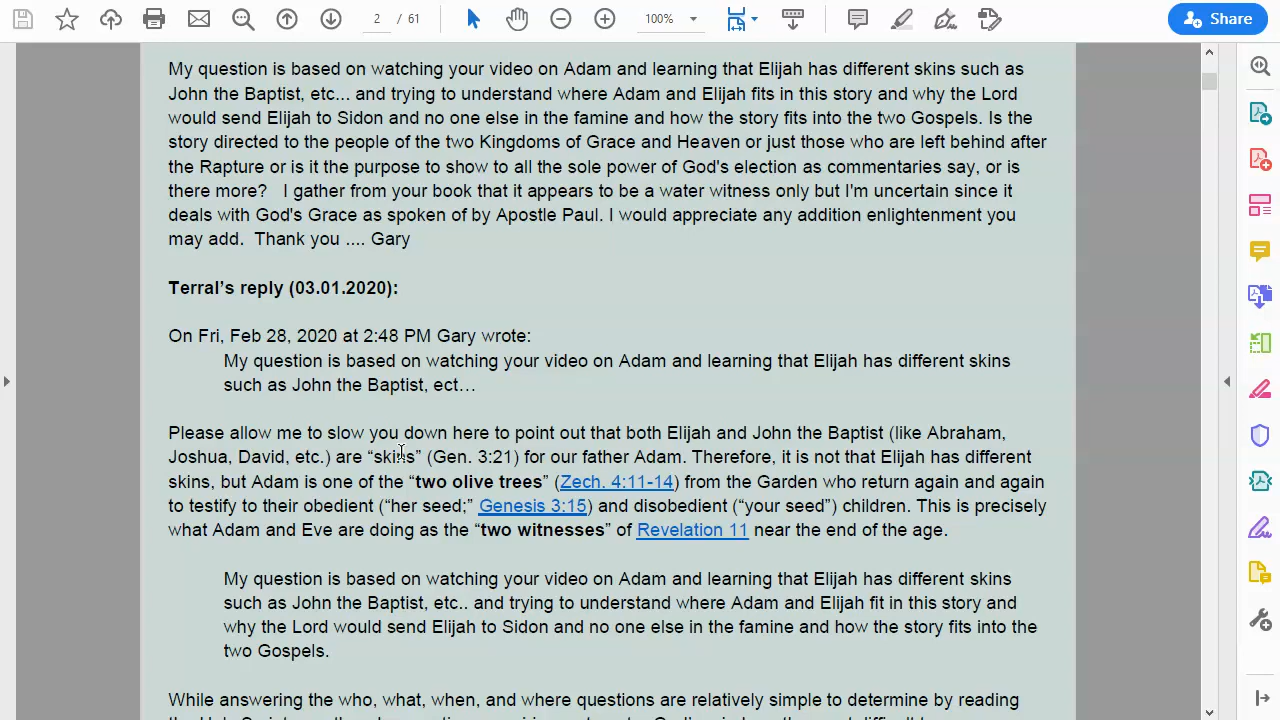 2 / 61
100%
Share
My question is based on watching your video on Adam and learning that Elijah has different skins such as
John the Baptist, etc... and trying to understand where Adam and Elijah fits in this story and why the Lord
would send Elijah to Sidon and no one else in the famine and how the story fits into the two Gospels. Is the
story directed to the people of the two Kingdoms of Grace and Heaven or just those who are left behind after
the Rapture or is it the purpose to show to all the sole power of God's election as commentaries say, or is
there more?   I gather from your book that it appears to be a water witness only but I'm uncertain since it
deals with God's Grace as spoken of by Apostle Paul. I would appreciate any addition enlightenment you
may add.  Thank you .... Gary
Terral’s reply (03.01.2020):
On Fri, Feb 28, 2020 at 2:48 PM Gary wrote:
My question is based on watching your video on Adam and learning that Elijah has different skins
such as John the Baptist, ect…
Please allow me to slow you down here to point out that both Elijah and John the Baptist (like Abraham,
Joshua, David, etc.) are “skins” (Gen. 3:21) for our father Adam. Therefore, it is not that Elijah has different
skins, but Adam is one of the “two olive trees” (Zech. 4:11-14) from the Garden who return again and again
to testify to their obedient (“her seed;” Genesis 3:15) and disobedient (“your seed”) children. This is precisely
what Adam and Eve are doing as the “two witnesses” of Revelation 11 near the end of the age.
My question is based on watching your video on Adam and learning that Elijah has different skins
such as John the Baptist, etc.. and trying to understand where Adam and Elijah fit in this story and
why the Lord would send Elijah to Sidon and no one else in the famine and how the story fits into the
two Gospels.
While answering the who, what, when, and where questions are relatively simple to determine by reading